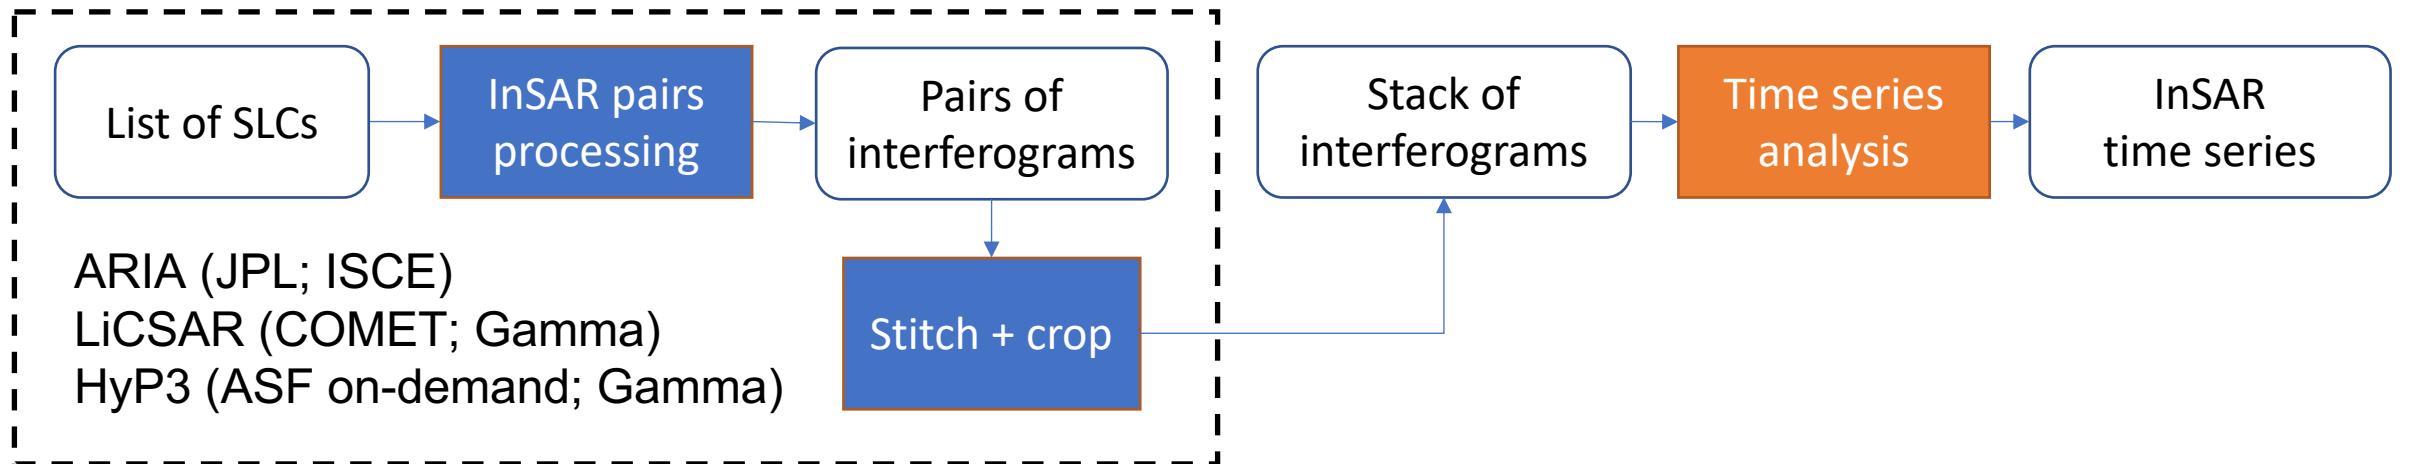 List of SLCs
InSAR pairs
processing
Pairs of
interferograms
Stitch + crop
Stack of
interferograms
Time series
analysis
InSAR
time series
ARIA (JPL; ISCE)
LiCSAR (COMET; Gamma)
HyP3 (ASF on-demand; Gamma)